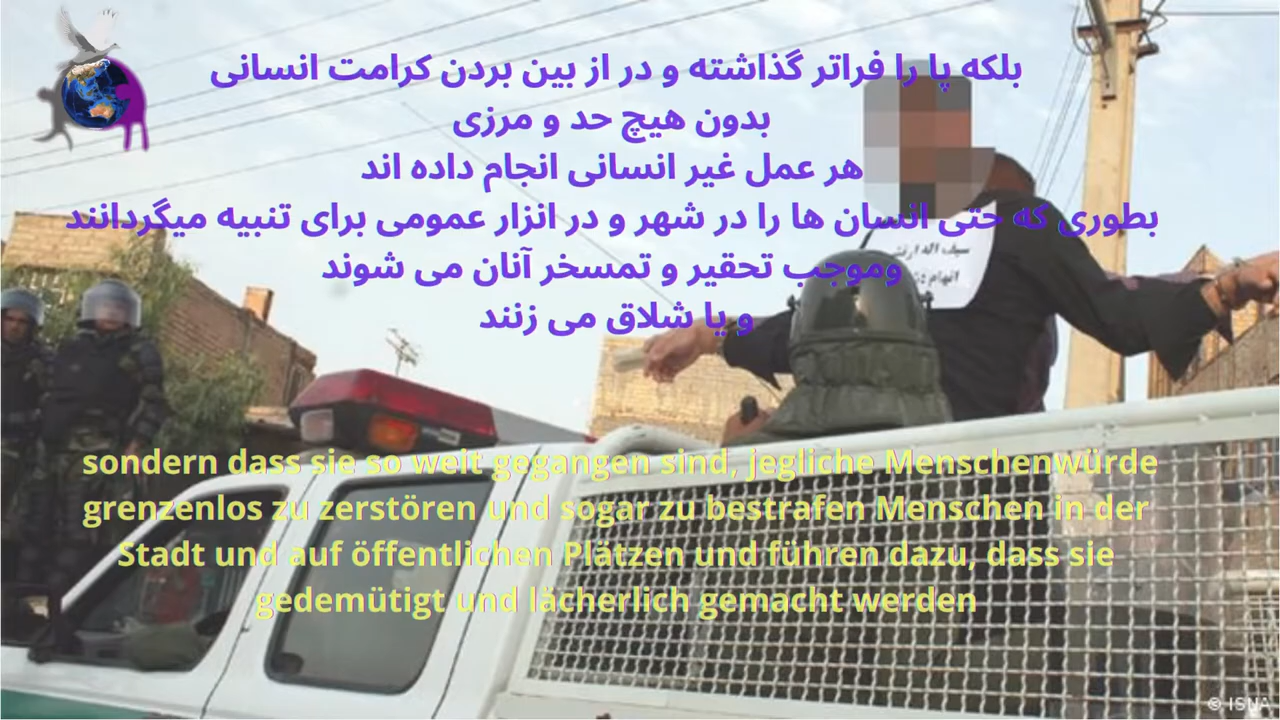 بلکه پا را فراتر گذاشته و در از بین بردن کرامت انسانی
بدون هیچ حد و مرزی
هر عمل غیر انسانی انجام داده اند
بطوری که حتی انسان ها را در شهر و در انزار عمومی برای تنبیه میگردانند
وموجب تحقیر و تمسخر آنان می شوند
و یا شلاق می زنند
سیف اله
اتهام
sondern dass sie so weit gegangen sind, jegliche Menschenwürde
grenzenlos zu zerstören und sogar zu bestrafen Menschen in der
Stadt und auf öffentlichen Plätzen und führen dazu, dass sie
gedemütigt und lächerlich gemacht werden
© ISNA